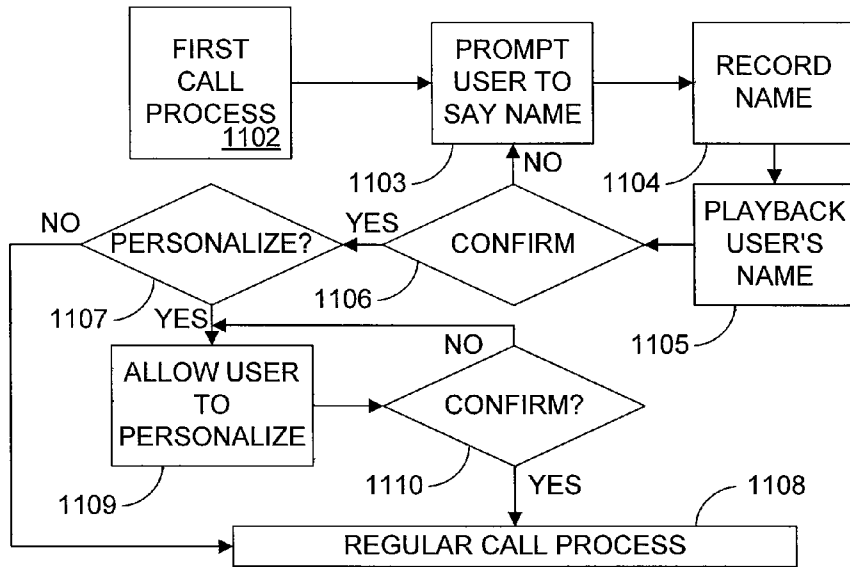 FIRST
CALL
PROCESS
1102
PROMPT
USER TO
SAY NAME
1103
RECORD
NAME
1104
PLAYBACK
USER'S
NAME
1105
CONFIRM
1106
NO
YES
PERSONALIZE?
1107
NO
YES
ALLOW USER
TO
PERSONALIZE
1109
CONFIRM?
1110
NO
YES
REGULAR CALL PROCESS
1108